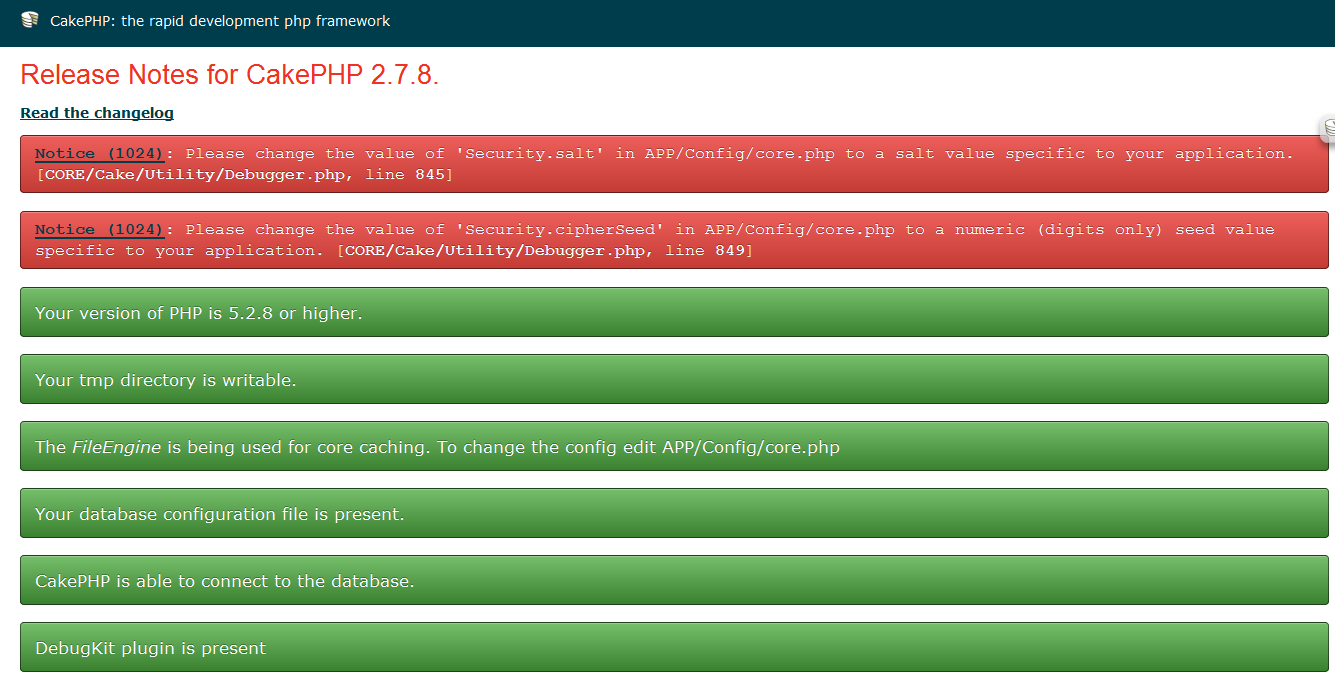 CakePHP: the rapid development php framework
Release Notes for CakePHP 2.7.8.
Read the changelog
Notice (1024): Please change the value of 'Security.salt' in APP/Config/core.php to a salt value specific to your application.
[CORE/Cake/Utility/Debugger.php, line 845]
Notice (1024): Please change the value of 'Security.cipherSeed' in APP/Config/core.php to a numeric (digits only) seed value
specific to your application. [CORE/Cake/Utility/Debugger.php, line 849]
Your version of PHP is 5.2.8 or higher.
Your tmp directory is writable.
The FileEngine is being used for core caching. To change the config edit APP/Config/core.php
Your database configuration file is present.
CakePHP is able to connect to the database.
DebugKit plugin is present